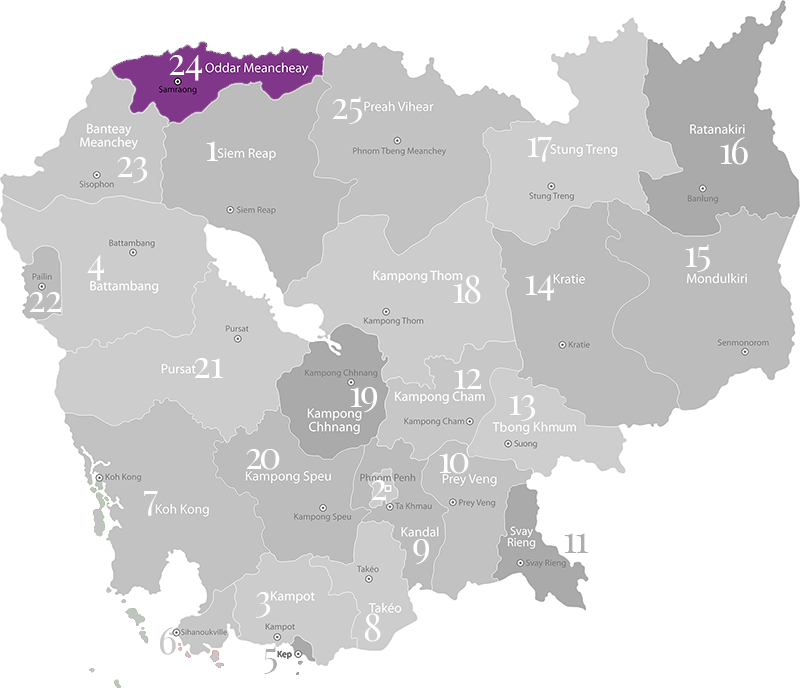 24 Oddar Meancheay
Samraong
25 Preah Vihear
Phnom Tbeng Meanchey
Banteay
Meanchey
23
Sisophon
1 Siem Reap
Siem Reap
17 Stung Treng
Stung Treng
Ratanakiri
16
Banlung
Battambang
4
Battambang
Pailin
22
Kampong Thom
18
Kampong Thom
14 Kratie
Kratie
15
Mondulkiri
Senmonorom
Pursat
Pursat 21
Kampong Chhnang
19
Kampong
Chhnang
12
Kampong Cham
Kampong Cham
13
Tbong Khmum
Suong
Koh Kong
7 Koh Kong
20
Kampong Speu
Kampong Speu
Phnom Penh
2
Ta Khmau
Kandal
9
10
Prey Veng
Prey Veng
Svay
Rieng
11
Svay Rieng
Takéo
Takéo
8
3 Kampot
Kampot
6 Sihanoukville
5 Kep